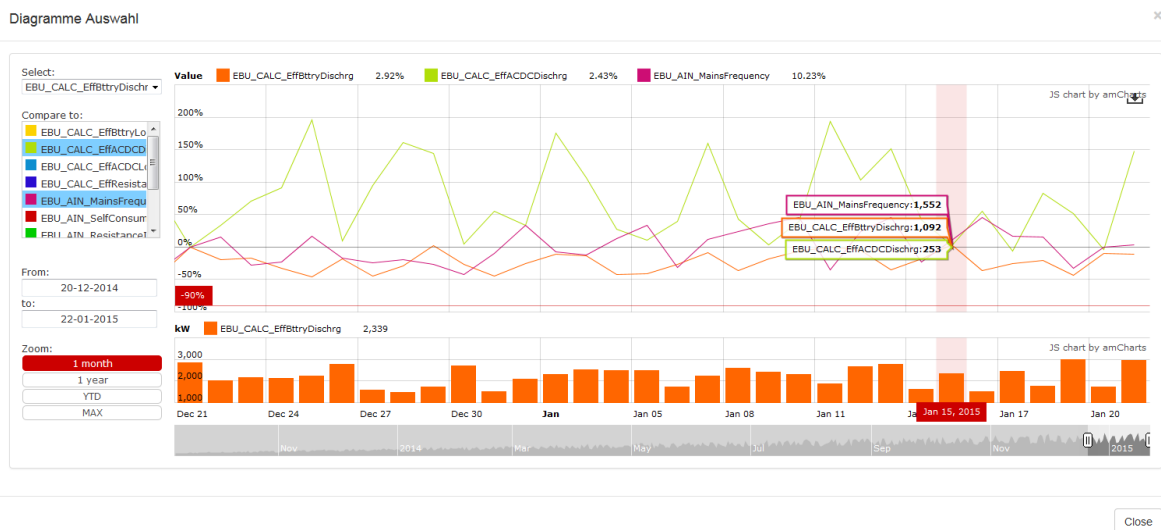 Diagramme Auswahl
×
Select:
EBU_CALC_EffBttryDischr
Compare to:
EBU_CALC_EffBttryLo
EBU_CALC_EffACDCD
EBU_CALC_EffACDCL
EBU_CALC_EffResista
EBU_AIN_MainsFrequ
EBU_AIN_SelfConsum
EBU_AIN_ResistanceI
From:
20-12-2014
to:
22-01-2015
Zoom:
1 month
1 year
YTD
MAX
Value EBU_CALC_EffBttryDischrg 2.92% EBU_CALC_EffACDCDischrg 2.43% EBU_AIN_MainsFrequency 10.23%
JS chart by amCharts
200%
150%
100%
50%
0%
-50%
-90%
-100%
EBU_AIN_MainsFrequency:1,552
EBU_CALC_EffBttryDischrg:1,092
EBU_CALC_EffACDCDischrg:253
kW EBU_CALC_EffBttryDischrg 2,339
JS chart by amCharts
3,000
2,000
1,000
Dec 21 Dec 24 Dec 27 Dec 30 Jan Jan 05 Jan 08 Jan 11 Jan 15, 2015 Jan 17 Jan 20
Nov 2014 Mar May Jul Sep Nov 2015
Close